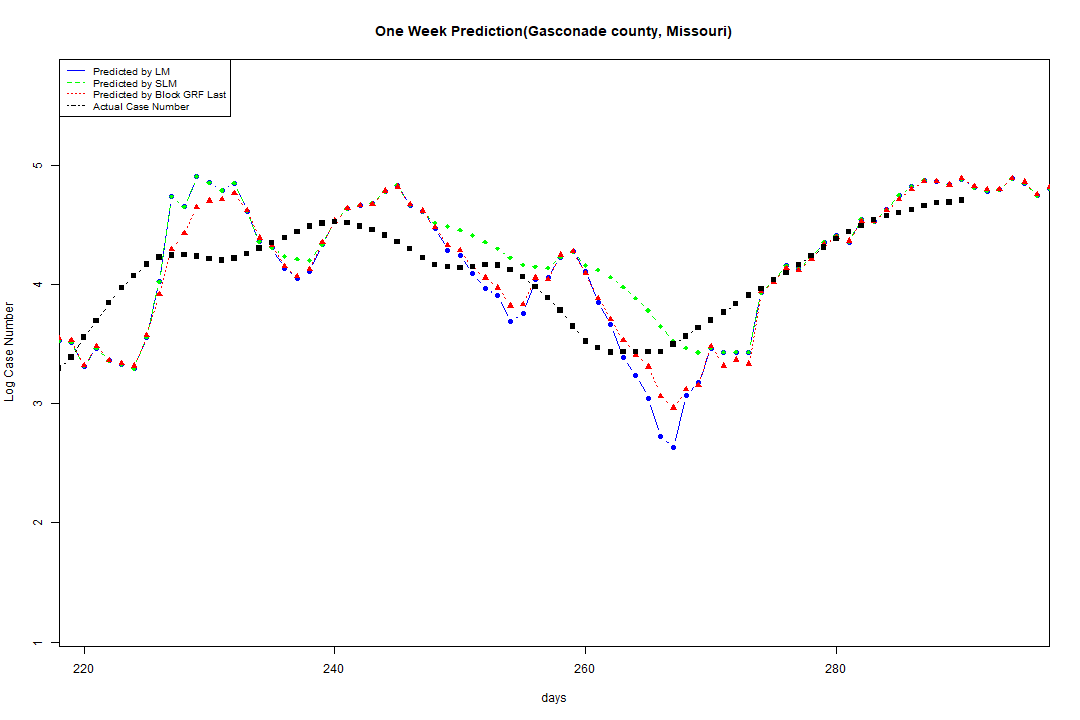 One Week Prediction(Gasconade county, Missouri)
Predicted by LM
Predicted by SLM
Predicted by Block GRF Last
Actual Case Number
5
4
3
2
1
Log Case Number
220 240 260 280
days